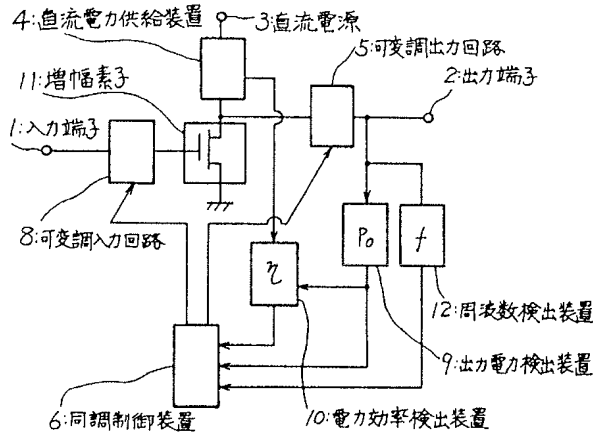 4:直流電力供給装置
3:直流電源
5:可変調出力回路
11:増幅素子
2:出力端子
1:入力端子
8:可変調入力回路
Po
f
η
12:周波数検出装置
9:出力電力検出装置
6:同調制御装置
10:電力効率検出装置